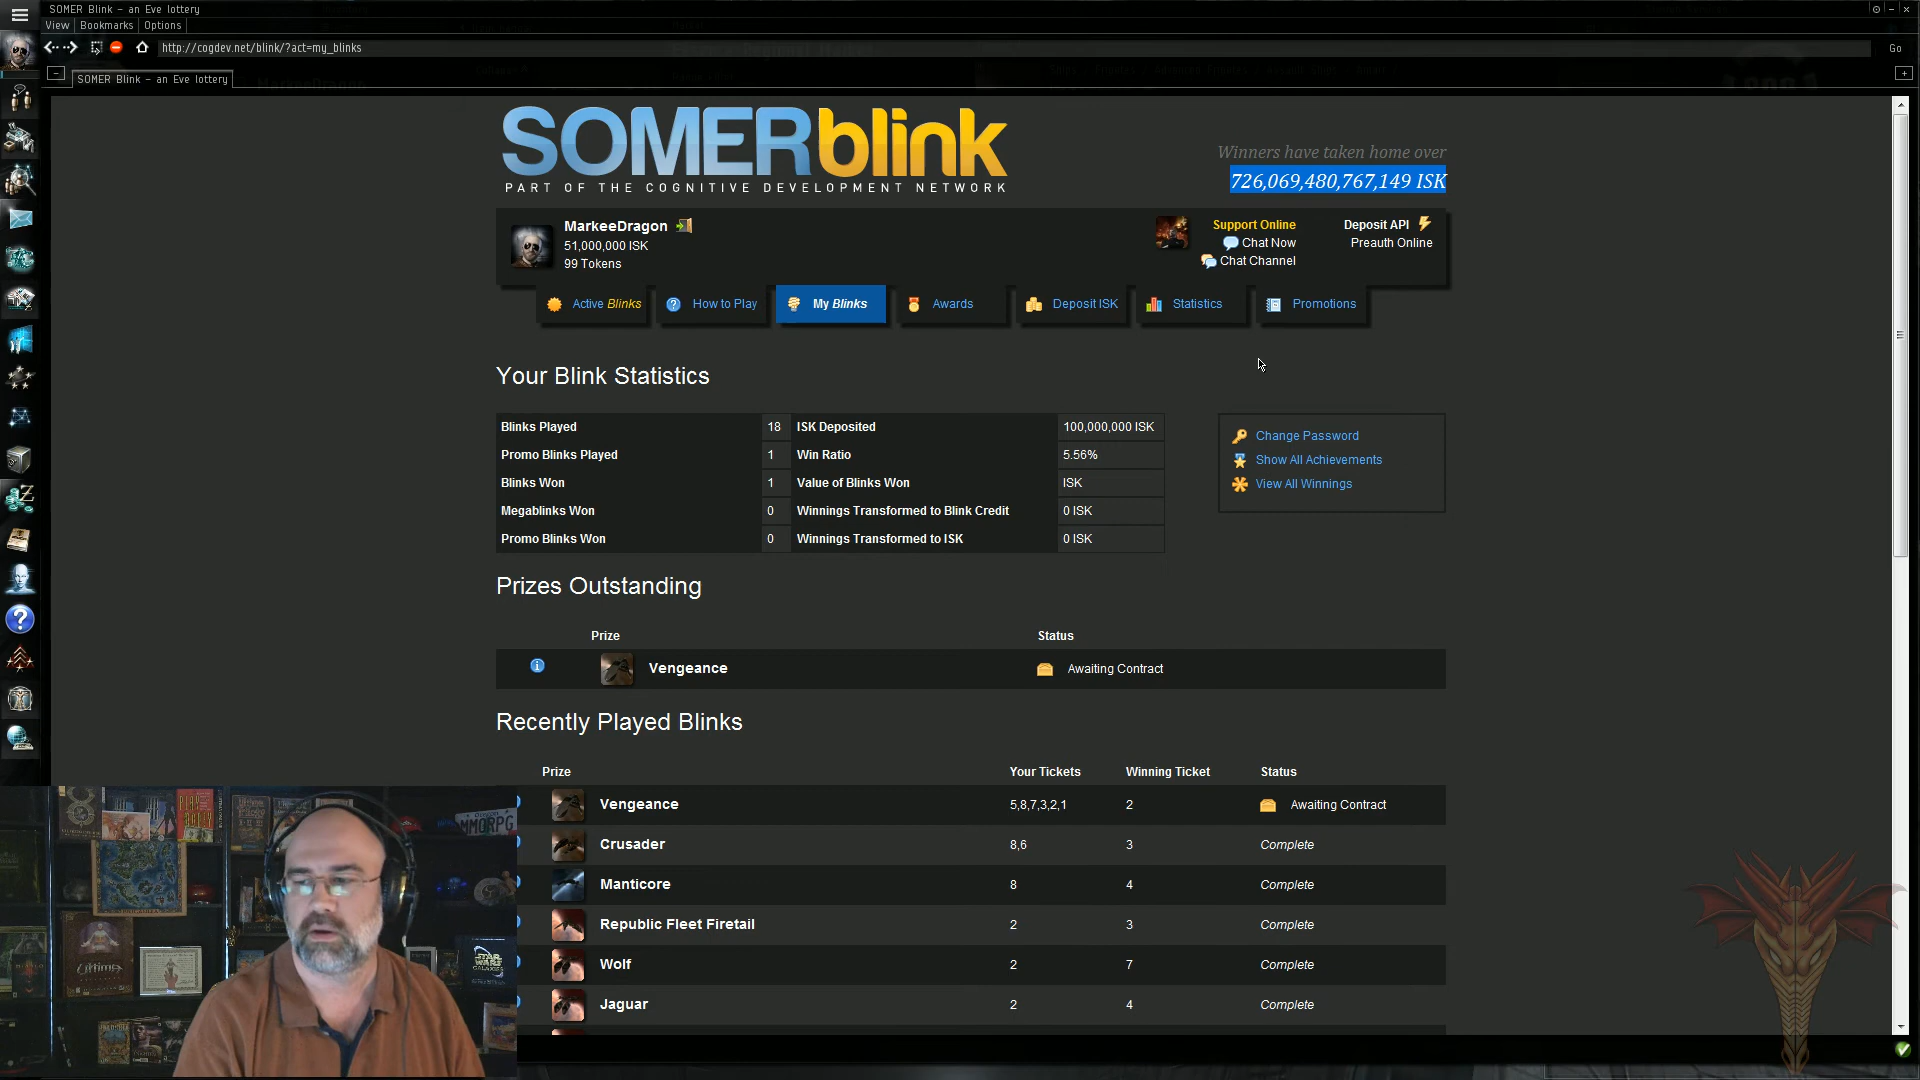 SOMER Blink - an Eve lottery
View Bookmarks Options
http://cogdev.net/blink/?act=my_blinks
Go
SOMER Blink - an Eve lottery
SOMERblink
PART OF THE COGNITIVE DEVELOPMENT NETWORK
Winners have taken home over
726,069,480,767,149 ISK
MarkeeDragon
51,000,000 ISK
99 Tokens
Support Online
Chat Now
Chat Channel
Deposit API
Preauth Online
Active Blinks How to Play My Blinks Awards Deposit ISK Statistics Promotions
Your Blink Statistics
Blinks Played 18 ISK Deposited 100,000,000 ISK
Promo Blinks Played 1 Win Ratio 5.56%
Blinks Won 1 Value of Blinks Won ISK
Megablinks Won 0 Winnings Transformed to Blink Credit 0 ISK
Promo Blinks Won 0 Winnings Transformed to ISK 0 ISK
Change Password
Show All Achievements
View All Winnings
Prizes Outstanding
Prize Status
Vengeance Awaiting Contract
Recently Played Blinks
Prize Your Tickets Winning Ticket Status
Vengeance 5,8,7,3,2,1 2 Awaiting Contract
Crusader 8,6 3 Complete
Manticore 8 4 Complete
Republic Fleet Firetail 2 3 Complete
Wolf 2 7 Complete
Jaguar 2 4 Complete
MMORPG
Ultima
STAR WARS
GALAXIES